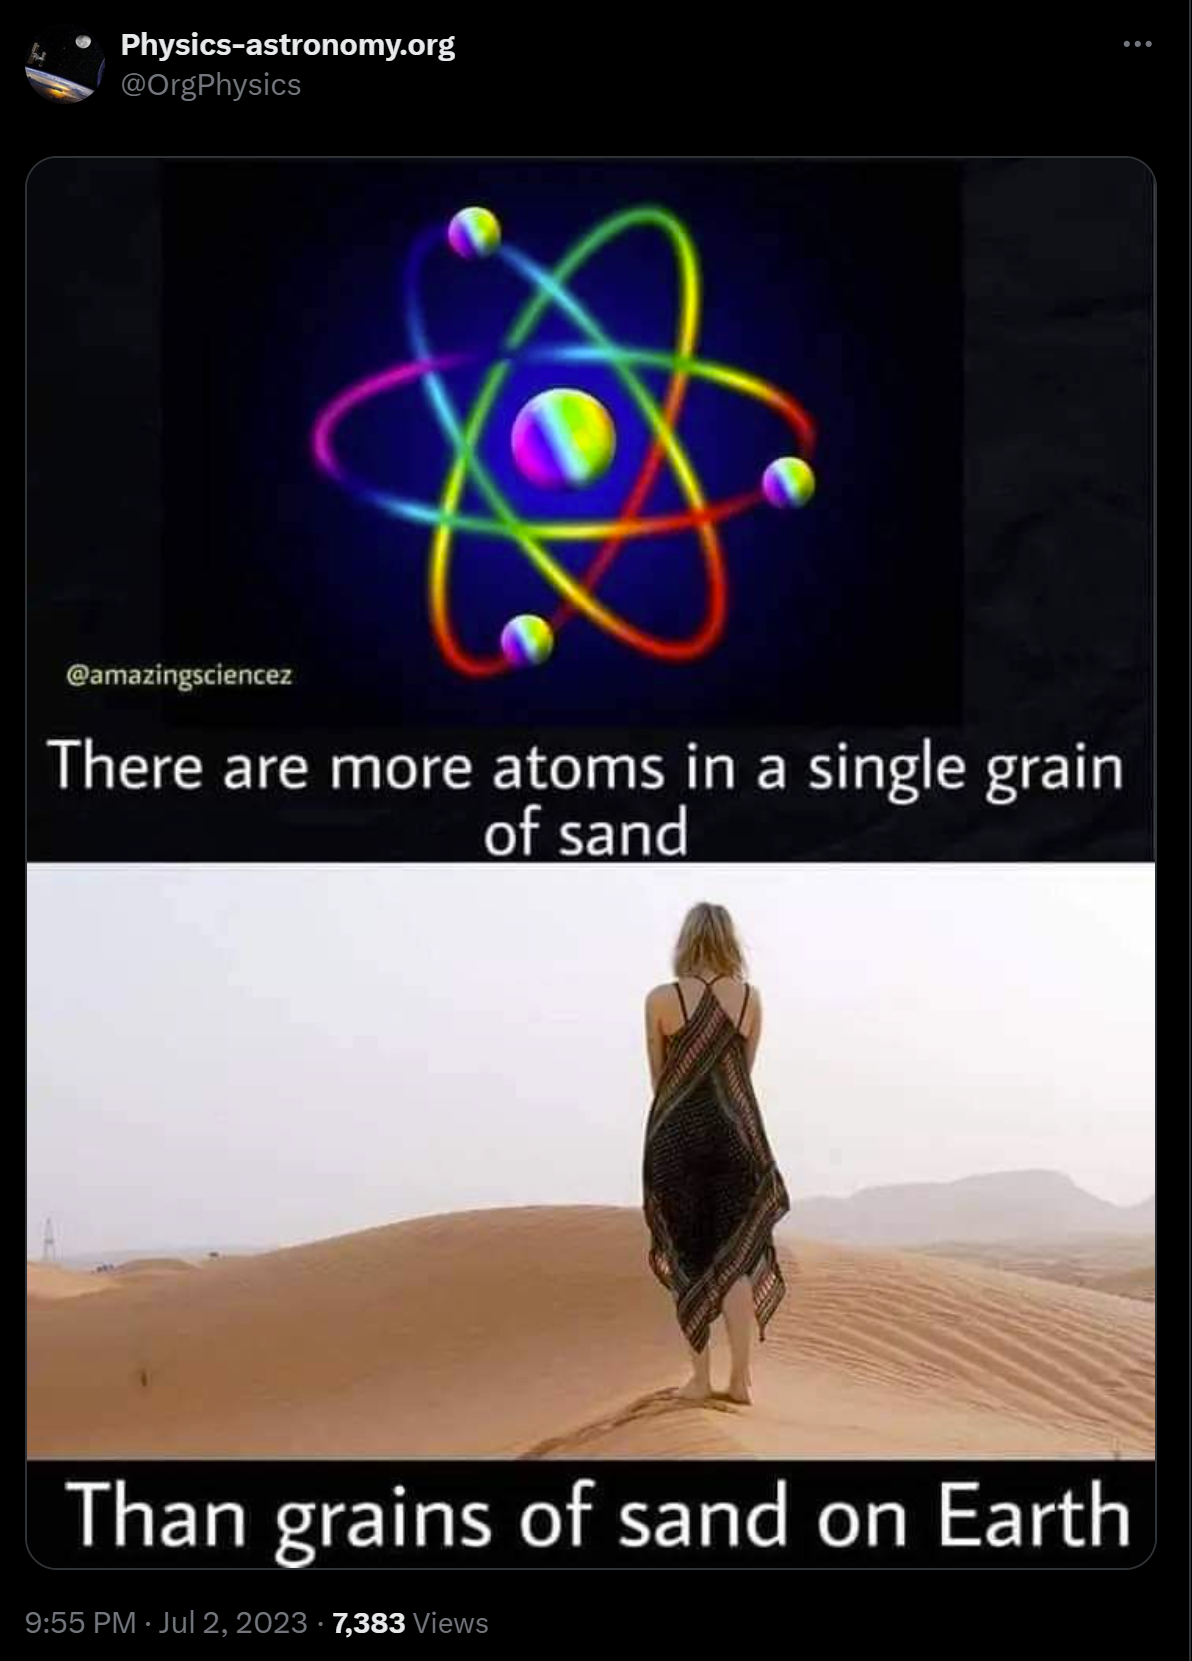 Physics-astronomy.org
@OrgPhysics
@amazingsciencez
There are more atoms in a single grain
of sand
Than grains of sand on Earth
9:55 PM · Jul 2, 2023 · 7,383 Views